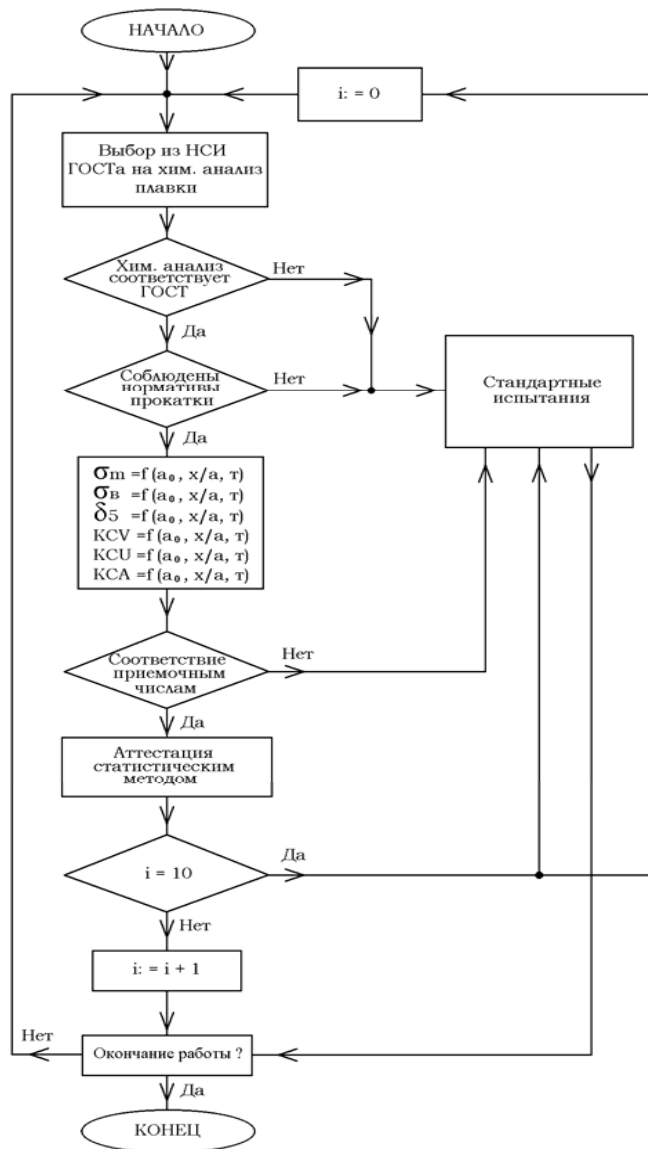 НАЧАЛО
i: = 0
Выбор из НСИ
ГОСТа на хим. анализ
плавки
Хим. анализ
соответствует
ГОСТ
Нет
Да
Соблюдены
нормативы
прокатки
Нет
Стандартные
испытания
Да
σm =f (a₀ , x/a, т)
σв =f (a₀ , x/a, т)
δ5 =f (a₀ , x/a, т)
KCV =f (a₀ , x/a, т)
KCU =f (a₀ , x/a, т)
KCA =f (a₀ , x/a, т)
Соответствие
приемочным
числам
Нет
Да
Аттестация
статистическим
методом
i = 10
Да
Нет
i: = i + 1
Нет
Окончание работы ?
Да
КОНЕЦ